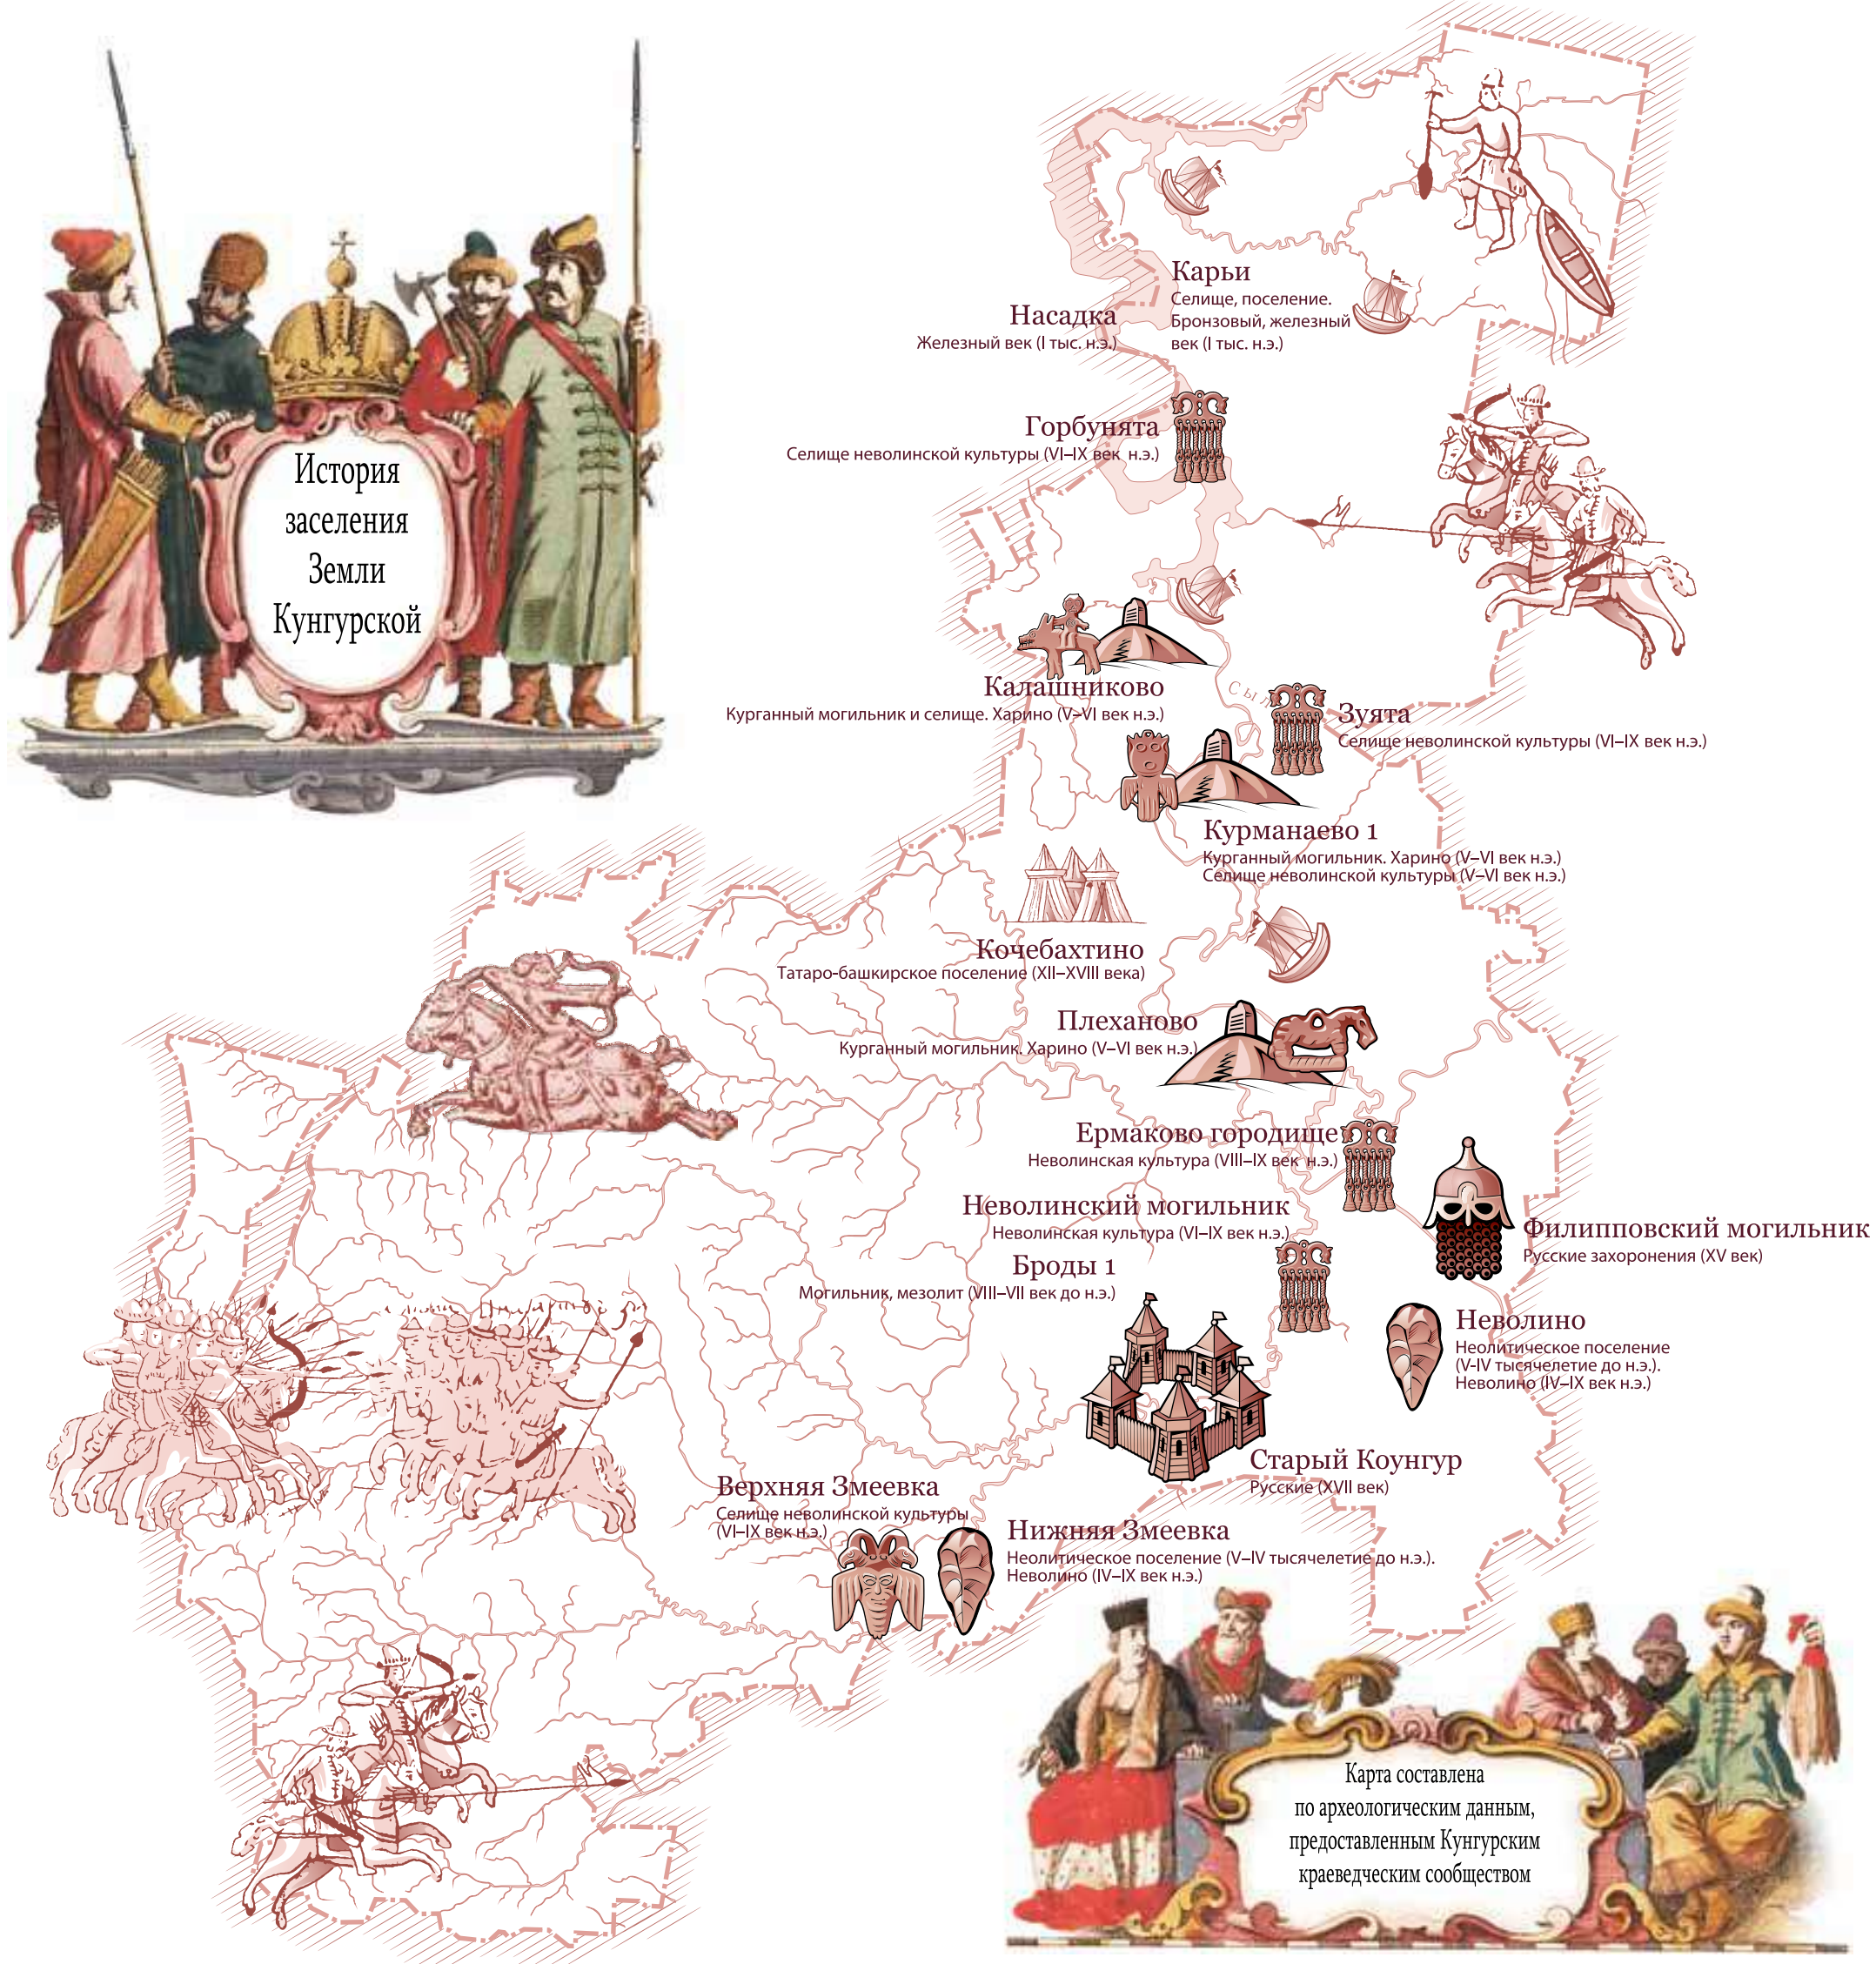 История
заселения
Земли
Кунгурской
Карьи
Селище, поселение.
Бронзовый, железный
век (I тыс. н.э.)
Насадка
Железный век (I тыс. н.э.)
Горбунята
Селище неволинской культуры (VI–IX век н.э.)
Калашниково
Курганный могильник и селище. Харино (V–VI век н.э.)
Зуята
Селище неволинской культуры (VI–IX век н.э.)
Курманаево 1
Курганный могильник. Харино (V–VI век н.э.)
Селище неволинской культуры (V–VI век н.э.)
Кочебахтино
Татаро-башкирское поселение (XII–XVIII века)
Плеханово
Курганный могильник. Харино (V–VI век н.э.)
Ермаково городище
Неволинская культура (VIII–IX век н.э.)
Неволинский могильник
Неволинская культура (VI–IX век н.э.)
Филипповский могильник
Русские захоронения (XV век)
Броды 1
Могильник, мезолит (VIII–VII век до н.э.)
Неволино
Неолитическое поселение
(V-IV тысячелетие до н.э.).
Неволино (IV–IX век н.э.)
Старый Коунгур
Русские (XVII век)
Верхняя Змеевка
Селище неволинской культуры
(VI–IX век н.э.)
Нижняя Змеевка
Неолитическое поселение (V–IV тысячелетие до н.э.).
Неволино (IV–IX век н.э.)
Карта составлена
по археологическим данным,
предоставленным Кунгурским
краеведческим сообществом